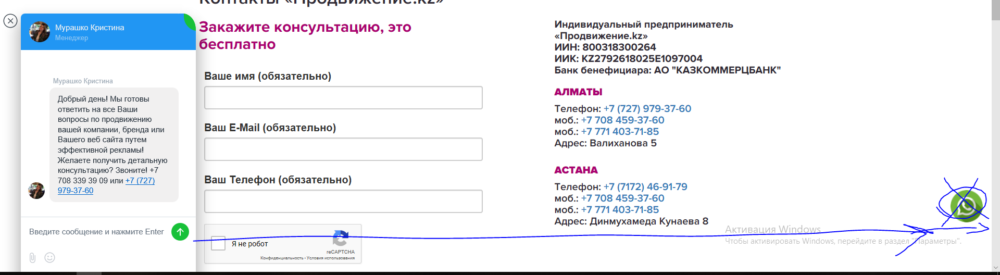 Контакты «Продвижение.kz»
Мурашко Кристина
Менеджер
Мурашко Кристина
Добрый день! Мы готовы
ответить на все Ваши
вопросы по продвижению
вашей компании, бренда или
Вашего веб сайта путем
эффективной рекламы!
Желаете получить детальную
консультацию? Звоните! +7
708 339 39 09 или +7 (727)
979-37-60
Введите сообщение и нажмите Enter
Закажите консультацию, это
бесплатно
Ваше имя (обязательно)
Ваш E-Mail (обязательно)
Ваш Телефон (обязательно)
Я не робот
reCAPTCHA
Конфиденциальность - Условия использования
Индивидуальный предприниматель
«Продвижение.kz»
ИИН: 800318300264
ИИК: KZ2792618025E1097004
Банк бенефициара: АО "КАЗКОММЕРЦБАНК"
АЛМАТЫ
Телефон: +7 (727) 979-37-60
моб.: +7 708 459-37-60
моб.: +7 771 403-71-85
Адрес: Валиханова 5
АСТАНА
Телефон: +7 (7172) 46-91-79
моб.: +7 708 459-37-60
моб.: +7 771 403-71-85
Адрес: Динмухамеда Кунаева 8
Активация Windows
Чтобы активировать Windows, перейдите в раздел "Параметры".